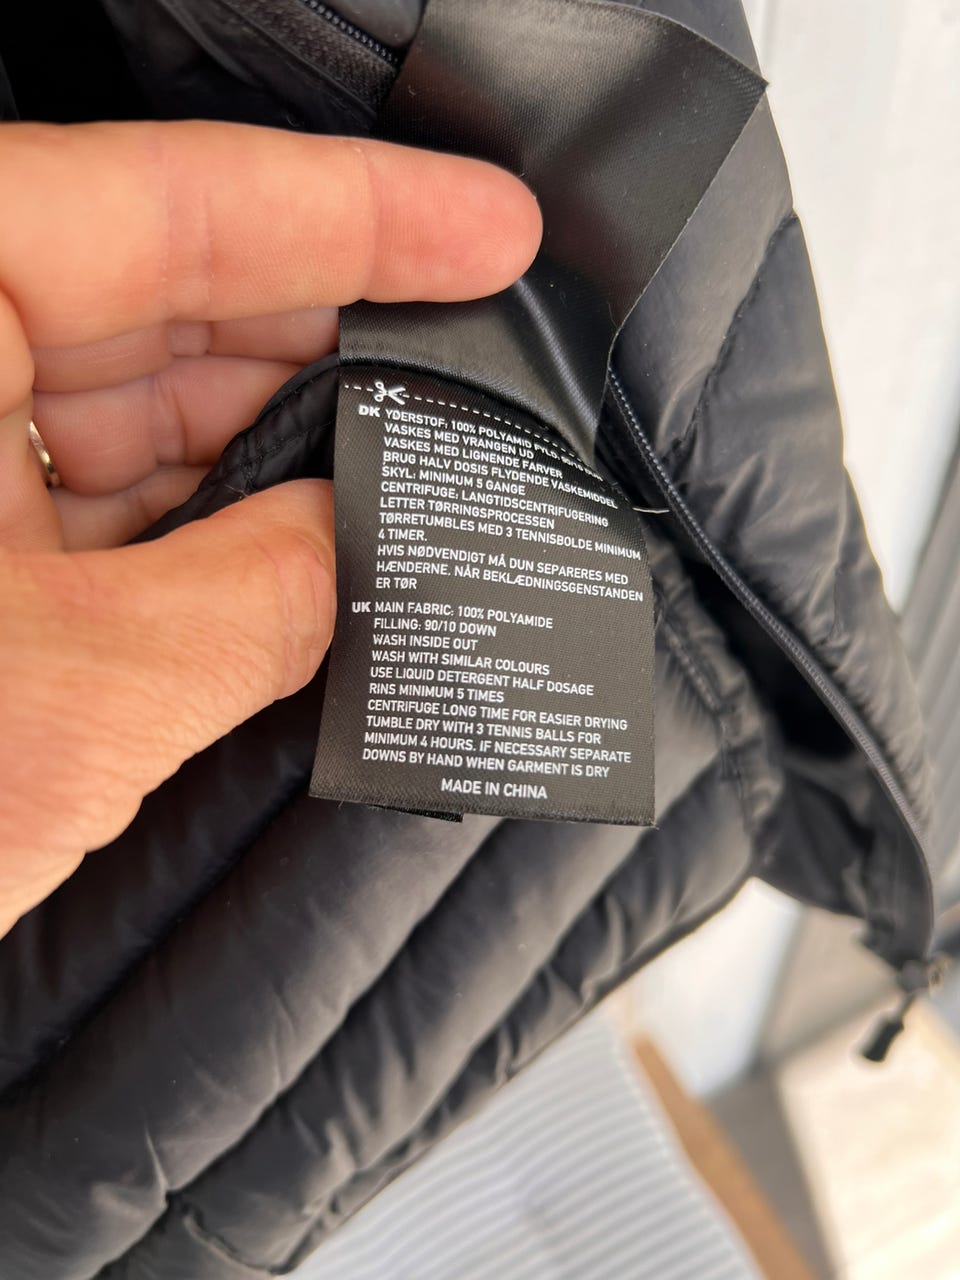 DK YDERSTOF: 100% POLYAMID FYLD: 90/10 DUN
VASKES MED VRANGEN UD
VASKES MED LIGNENDE FARVER
BRUG HALV DOSIS FLYDENDE VASKEMIDDEL
SKYL: MINIMUM 5 GANGE
CENTRIFUGE: LANGTIDSCENTRIFUGERING
LETTER TØRRINGSPROCESSEN
TØRRETUMBLES MED 3 TENNISBOLDE MINIMUM
4 TIMER.
HVIS NØDVENDIGT MÅ DUN SEPARERES MED
HÆNDERNE. NÅR BEKLÆDNINGSGENSTANDEN
ER TØR
UK MAIN FABRIC: 100% POLYAMIDE
FILLING: 90/10 DOWN
WASH INSIDE OUT
WASH WITH SIMILAR COLOURS
USE LIQUID DETERGENT HALF DOSAGE
RINS MINIMUM 5 TIMES
CENTRIFUGE LONG TIME FOR EASIER DRYING
TUMBLE DRY WITH 3 TENNIS BALLS FOR
MINIMUM 4 HOURS. IF NECESSARY SEPARATE
DOWNS BY HAND WHEN GARMENT IS DRY
MADE IN CHINA